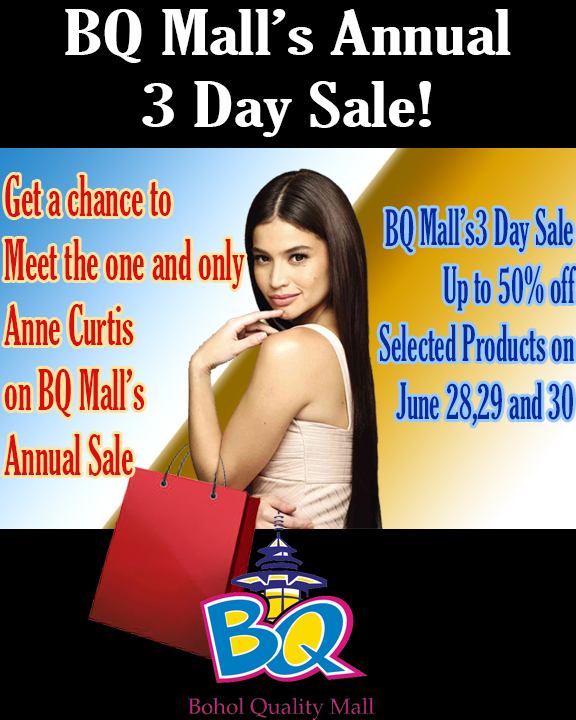 BQ Mall's Annual
3 Day Sale!
Get a chance to
Meet the one and only
Anne Curtis
on BQ Mall's
Annual Sale
BQ Mall's3 Day Sale
Up to 50% off
Selected Products on
June 28,29 and 30
BQ
Bohol Quality Mall